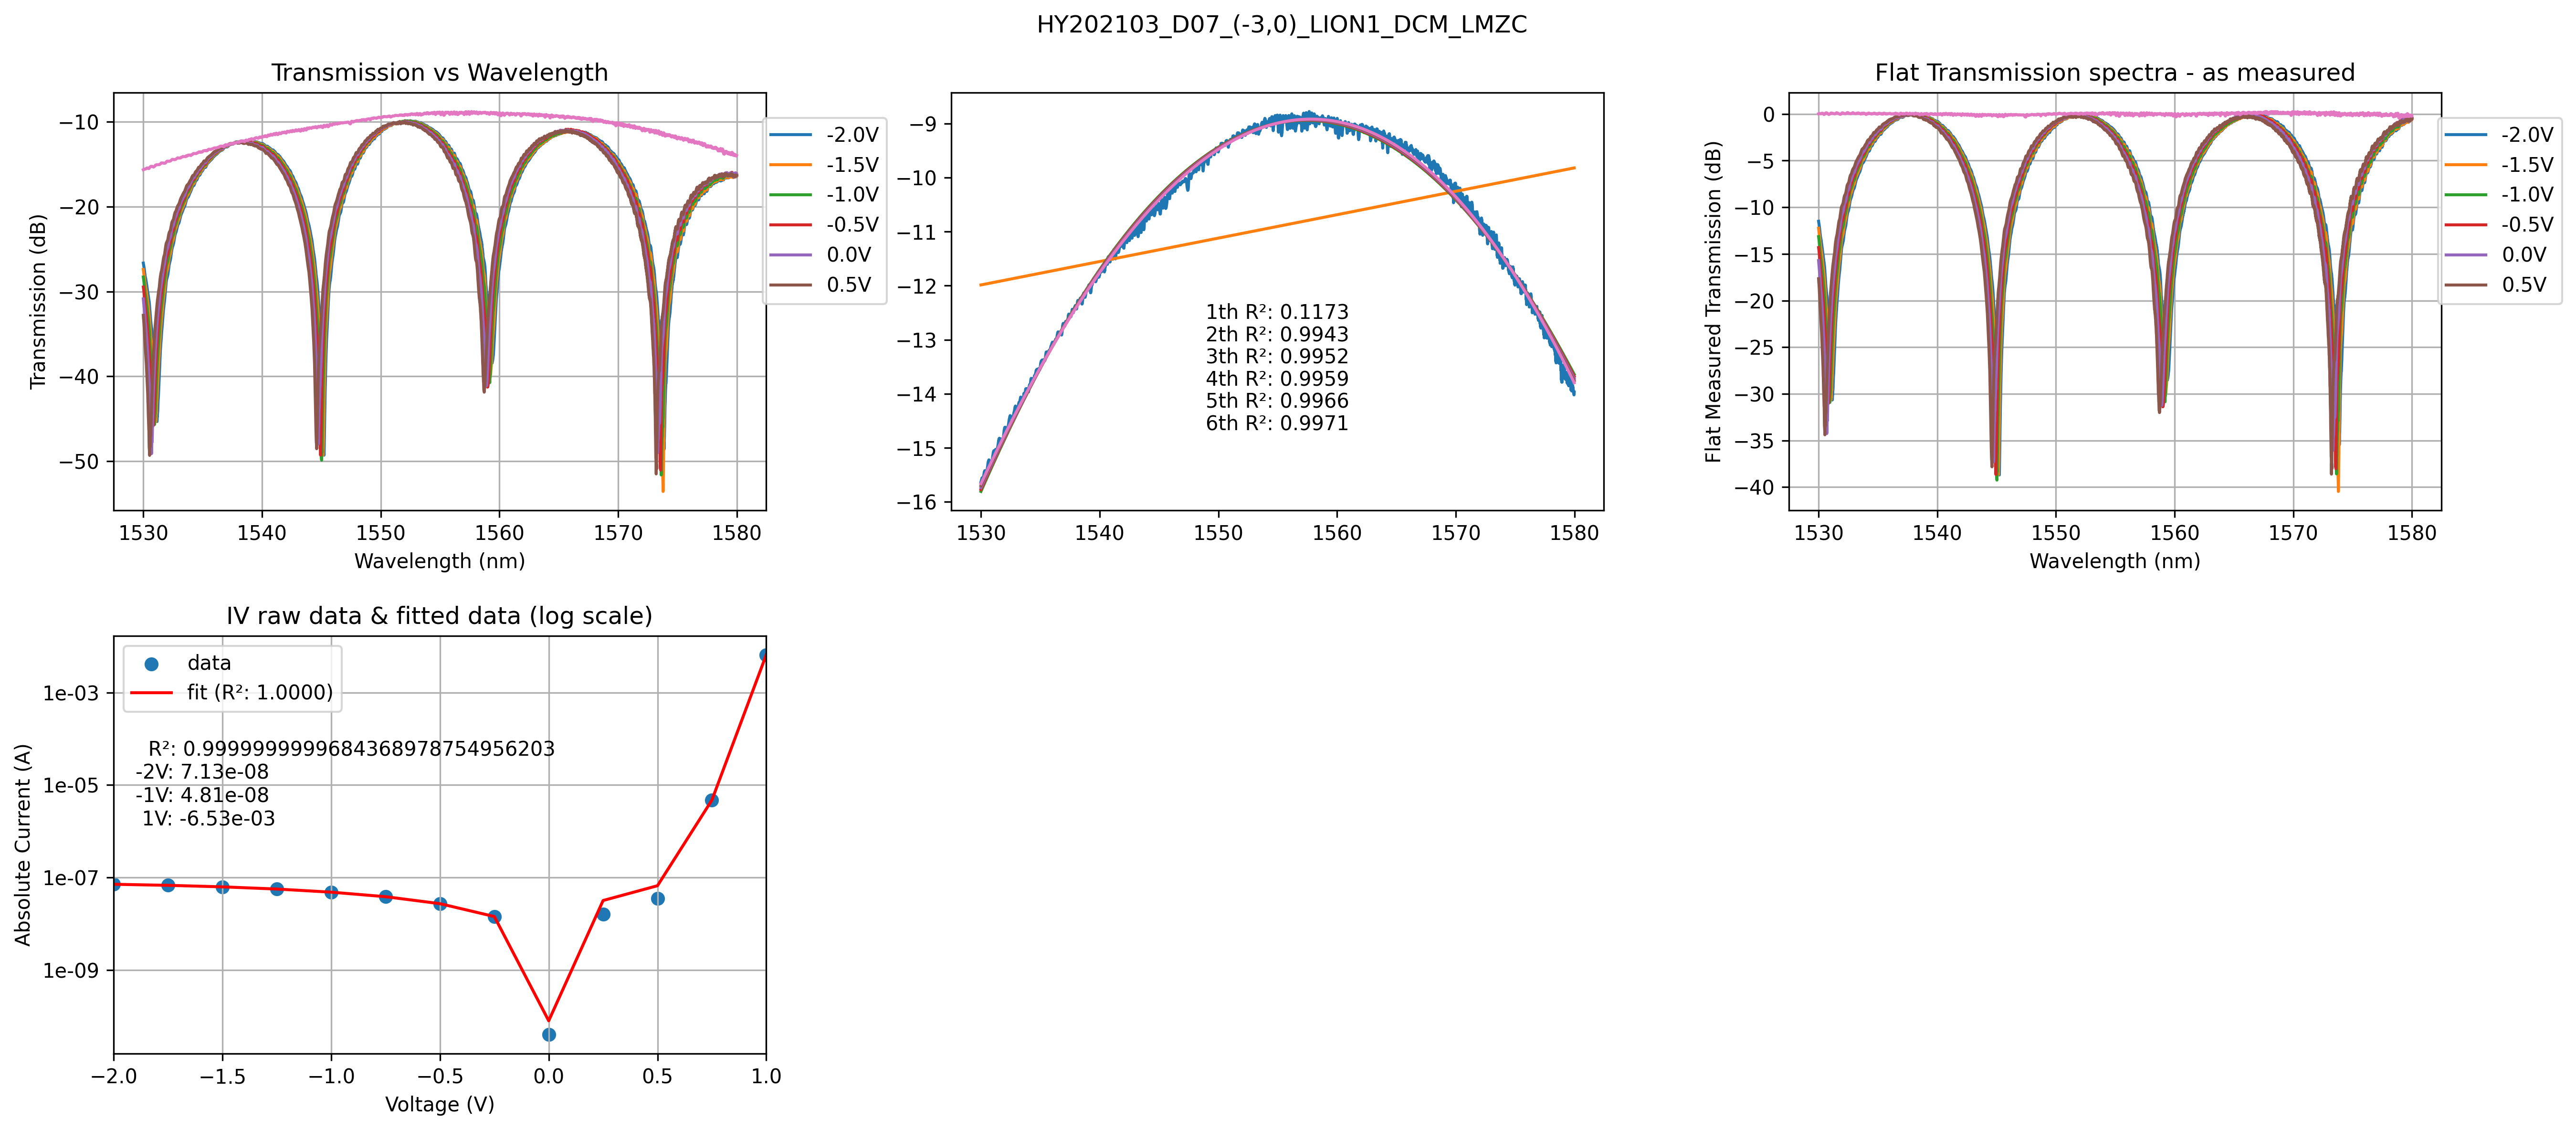 HY202103_D07_(-3,0)_LION1_DCM_LMZC
Transmission vs Wavelength
Transmission (dB)
−10
−20
−30
−40
−50
1530
1540
1550
1560
1570
1580
Wavelength (nm)
-2.0V
-1.5V
-1.0V
-0.5V
0.0V
0.5V
−9
−10
−11
−12
−13
−14
−15
−16
1th R²: 0.1173
2th R²: 0.9943
3th R²: 0.9952
4th R²: 0.9959
5th R²: 0.9966
6th R²: 0.9971
1530
1540
1550
1560
1570
1580
Flat Transmission spectra - as measured
Flat Measured Transmission (dB)
0
−5
−10
−15
−20
−25
−30
−35
−40
1530
1540
1550
1560
1570
1580
Wavelength (nm)
-2.0V
-1.5V
-1.0V
-0.5V
0.0V
0.5V
IV raw data & fitted data (log scale)
Absolute Current (A)
1e-03
1e-05
1e-07
1e-09
data
fit (R²: 1.0000)
R²: 0.99999999996843689787549562​03
-2V: 7.13e-08
-1V: 4.81e-08
1V: -6.53e-03
−2.0
−1.5
−1.0
−0.5
0.0
0.5
1.0
Voltage (V)